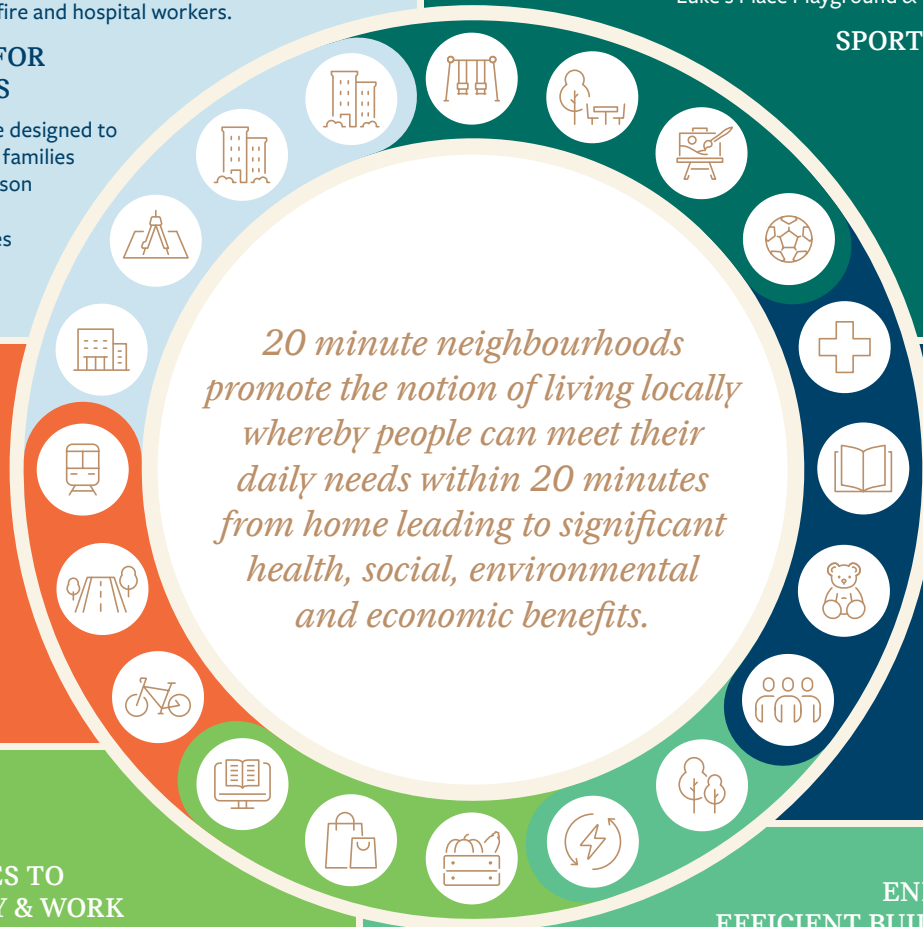 fire and hospital workers.
FOR
S
e designed to
families
son
es
SPORT
20 minute neighbourhoods
promote the notion of living locally
whereby people can meet their
daily needs within 20 minutes
from home leading to significant
health, social, environmental
and economic benefits.
ES TO
Y & WORK
EN
EFFICIENT BUI